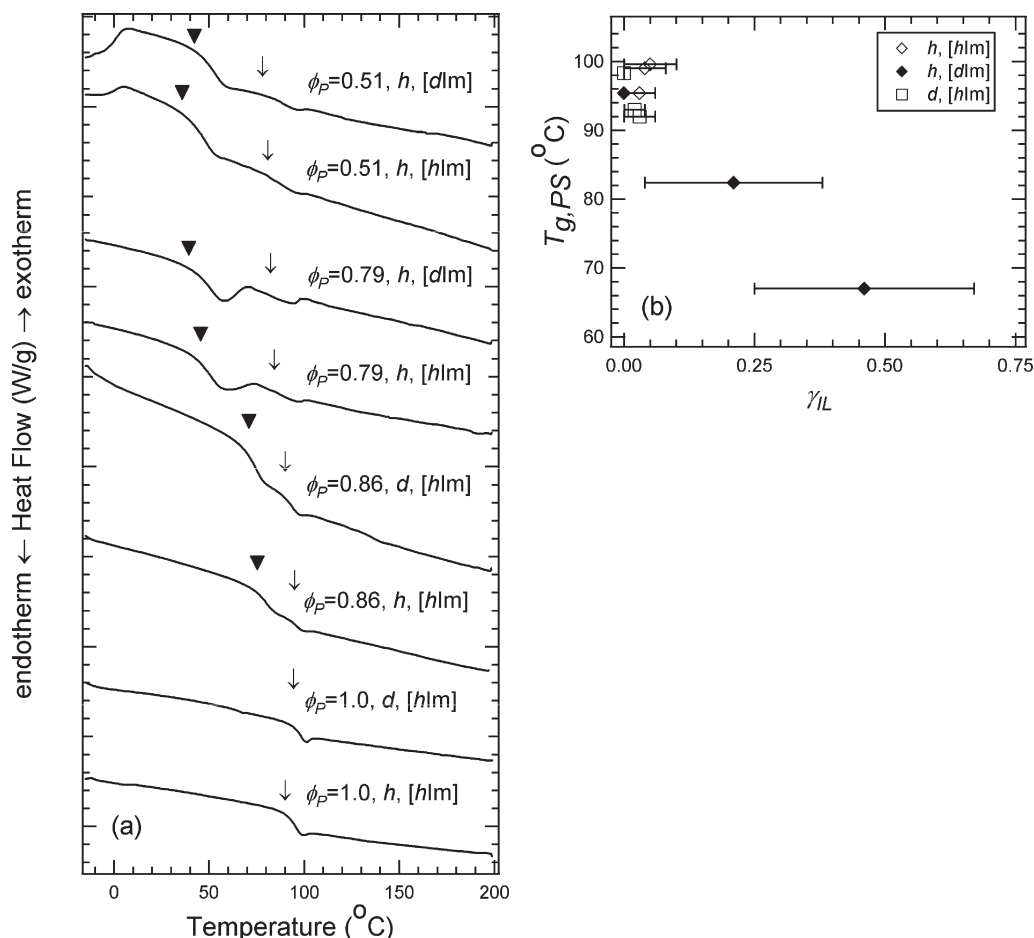 endotherm ← Heat Flow (W/g) → exotherm
ϕP=0.51, h, [dIm]
ϕP=0.51, h, [hIm]
ϕP=0.79, h, [dIm]
ϕP=0.79, h, [hIm]
ϕP=0.86, d, [hIm]
ϕP=0.86, h, [hIm]
ϕP=1.0, d, [hIm]
ϕP=1.0, h, [hIm]
(a)
0 50 100 150 200
Temperature (°C)
Tg,PS (°C)
100
90
80
70
60
h, [hIm]
h, [dIm]
d, [hIm]
(b)
0.00 0.25 0.50 0.75
γIL